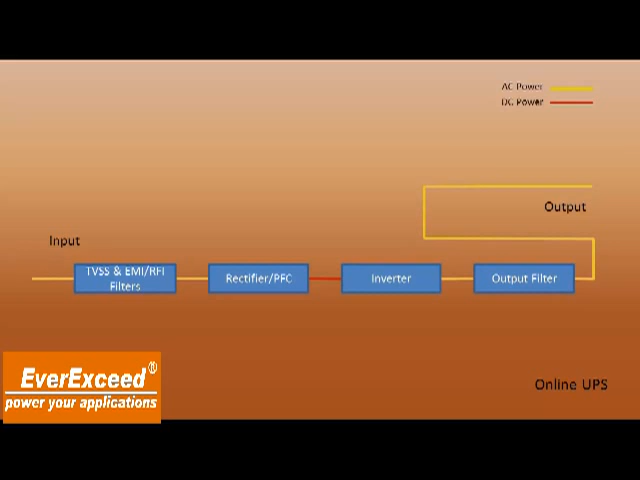 AC Power
DC Power
Output
Input
TVSS & EMI/RFI
Filters
Rectifier/PFC
Inverter
Output Filter
EverExceed®
power your applications
Online UPS